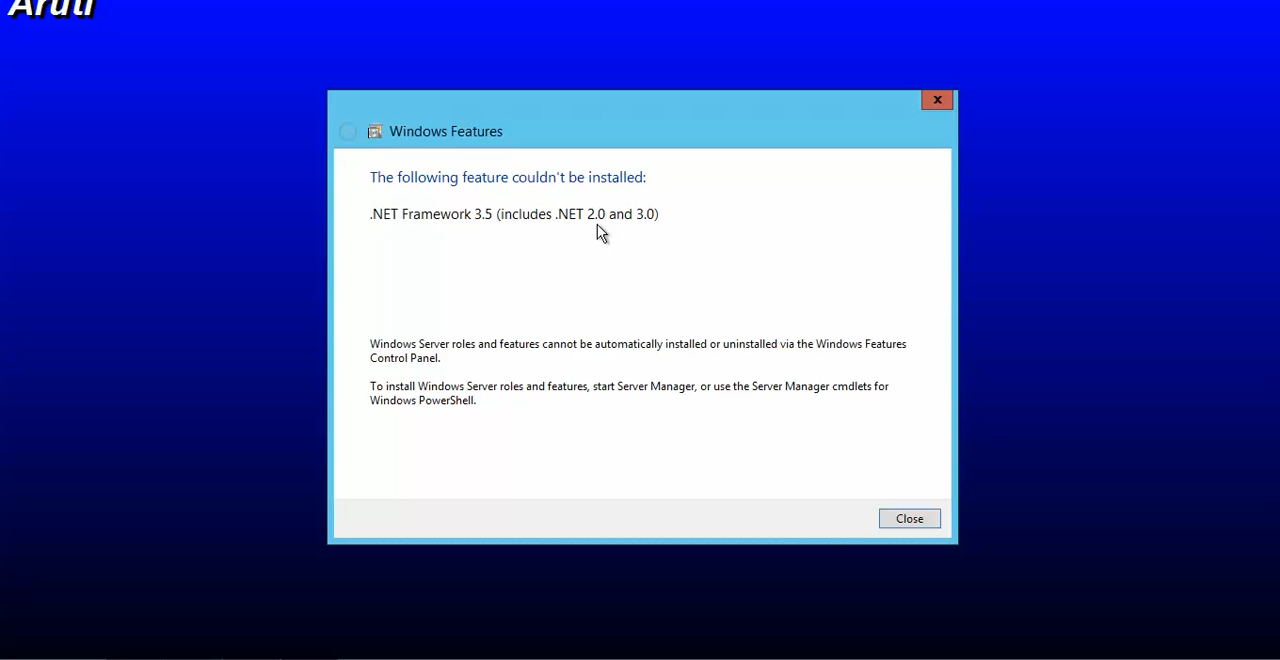 Aruti
x
Windows Features
The following feature couldn't be installed:
.NET Framework 3.5 (includes .NET 2.0 and 3.0)
Windows Server roles and features cannot be automatically installed or uninstalled via the Windows Features
Control Panel.
To install Windows Server roles and features, start Server Manager, or use the Server Manager cmdlets for
Windows PowerShell.
Close